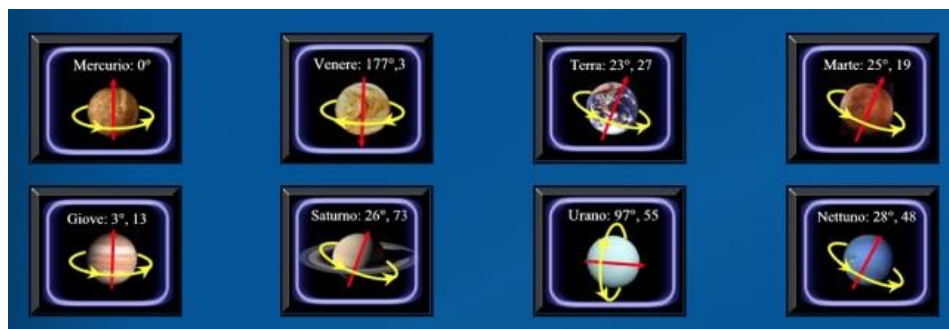 Mercurio: 0°
Venere: 177°,3
Terra: 23°, 27
Marte: 25°, 19
Giove: 3°, 13
Saturno: 26°, 73
Urano: 97°, 55
Nettuno: 28°, 48